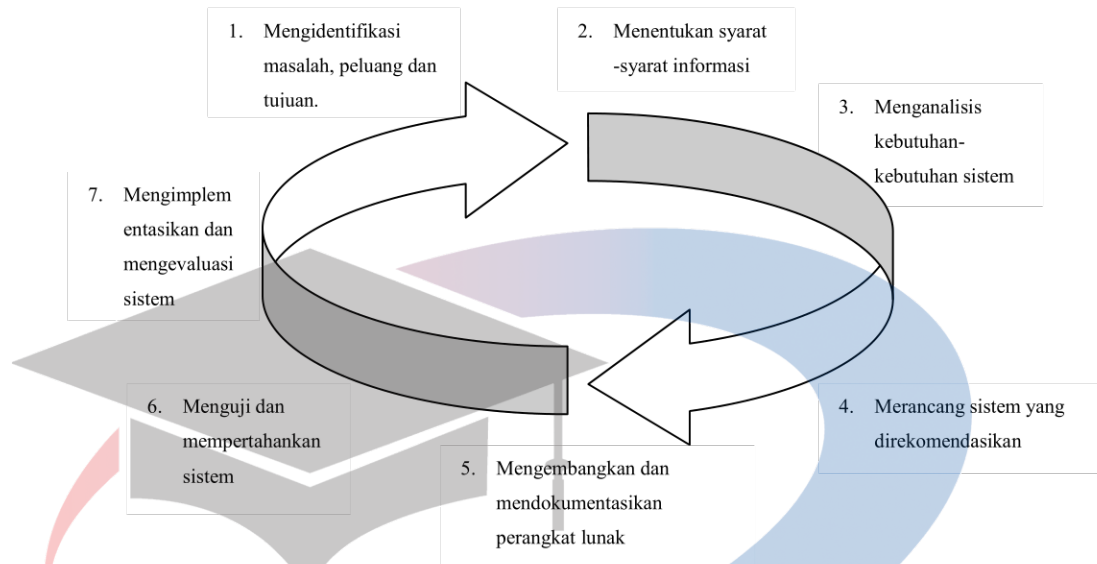 1. Mengidentifikasi
masalah, peluang dan
tujuan.
2. Menentukan syarat
-syarat informasi
3. Menganalisis
kebutuhan-
kebutuhan sistem
4. Merancang sistem yang
direkomendasikan
5. Mengembangkan dan
mendokumentasikan
perangkat lunak
6. Menguji dan
mempertahankan
sistem
7. Mengimplem
entasikan dan
mengevaluasi
sistem